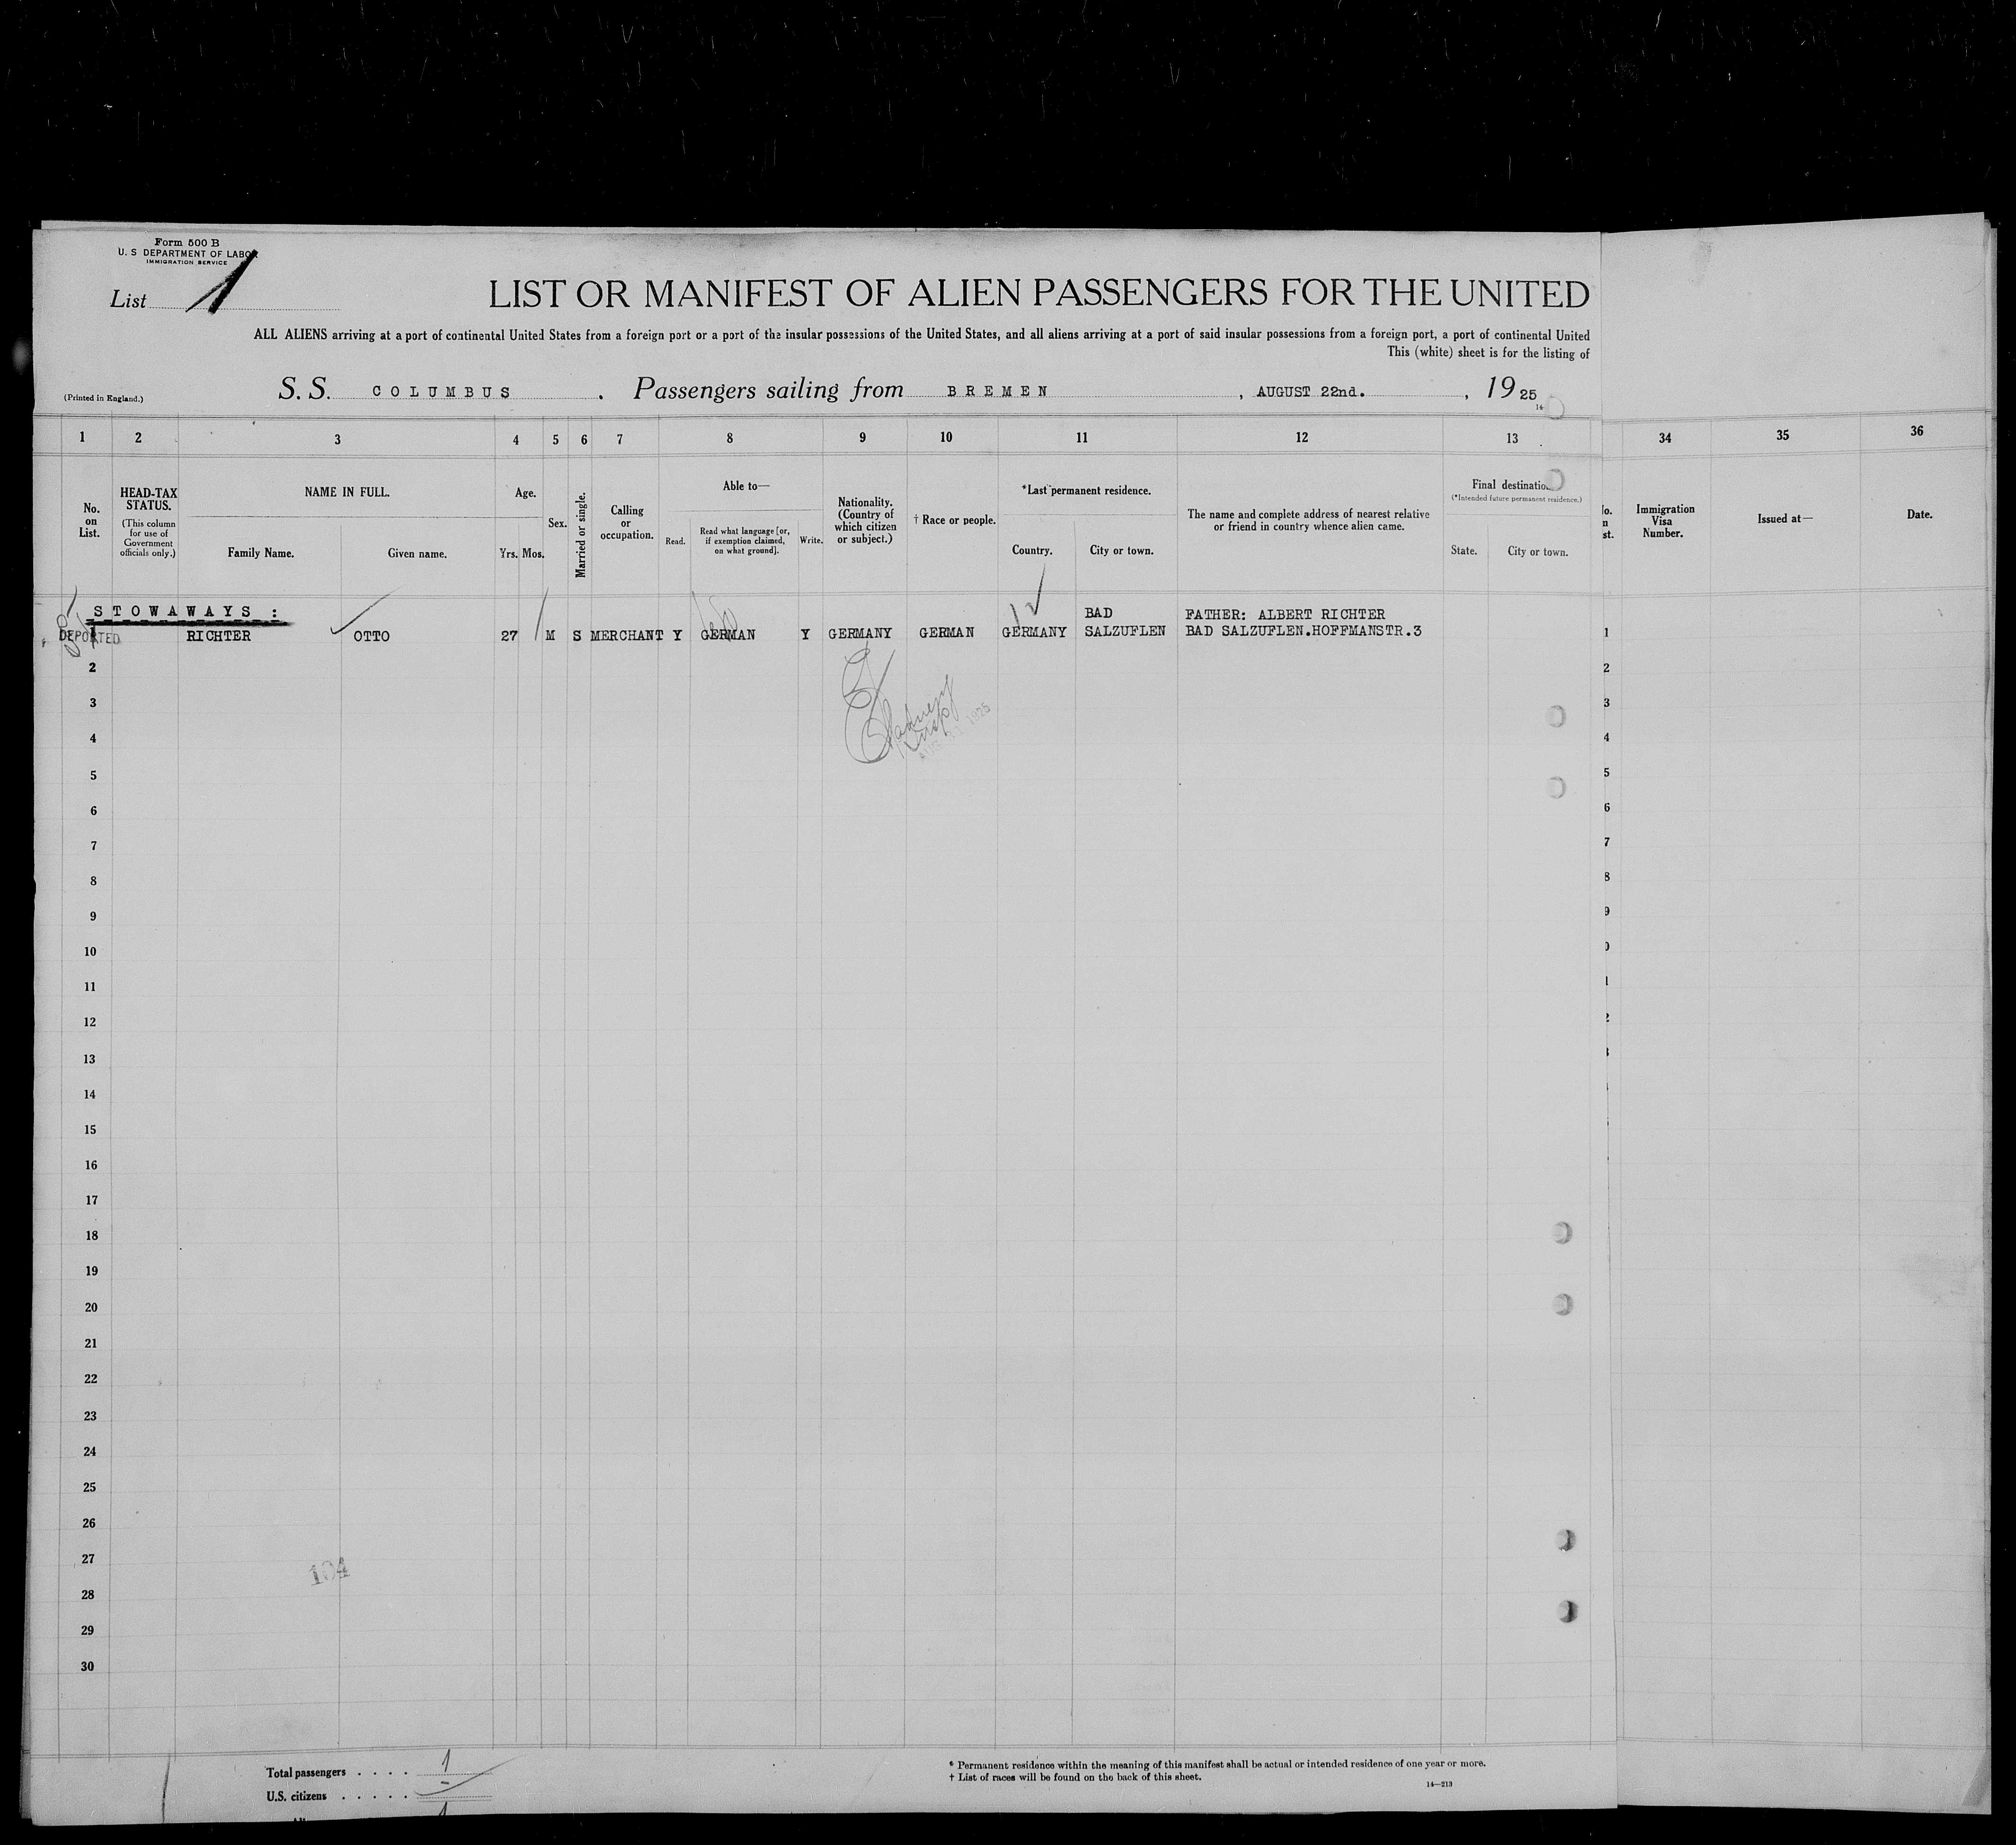 Form 500 B
U. S DEPARTMENT OF LABOR
IMMIGRATION SERVICE
List 1
LIST OR MANIFEST OF ALIEN PASSENGERS FOR THE UNITED
ALL ALIENS arriving at a port of continental United States from a foreign port or a port of the insular possessions of the United States, and all aliens arriving at a port of said insular possessions from a foreign port, a port of continental United
This (white) sheet is for the listing of
(Printed in England.)
S. S. COLUMBUS . Passengers sailing from BREMEN , AUGUST 22nd. , 19 25
14
1 2 3 4 5 6 7 8 9 10 11 12 13 34 35 36
No. on List.
HEAD-TAX STATUS.
(This column for use of Government officials only.)
NAME IN FULL.
Family Name. Given name.
Age.
Yrs. Mos.
Sex.
Married or single.
Calling or occupation.
Able to—
Read. Read what language [or, if exemption claimed, on what ground]. Write.
Nationality. (Country of which citizen or subject.)
† Race or people.
*Last permanent residence.
Country. City or town.
The name and complete address of nearest relative or friend in country whence alien came.
Final destination
(*Intended future permanent residence.)
State. City or town.
Immigration Visa Number.
Issued at—
Date.
STOWAWAYS :
BAD FATHER: ALBERT RICHTER
DEPORTED 1 RICHTER OTTO 27 M S MERCHANT Y GERMAN Y GERMANY GERMAN GERMANY SALZUFLEN BAD SALZUFLEN.HOFFMANSTR.3 1
2 2
3 3
4 4
5 5
6 6
7 7
8 8
9 9
10
11
12
13
14
15
16
17
18
19
20
21
22
23
24
25
26
27
104
28
29
30
Total passengers . . . . 1
U.S. citizens . . . . . -
* Permanent residence within the meaning of this manifest shall be actual or intended residence of one year or more.
† List of races will be found on the back of this sheet.
14—213